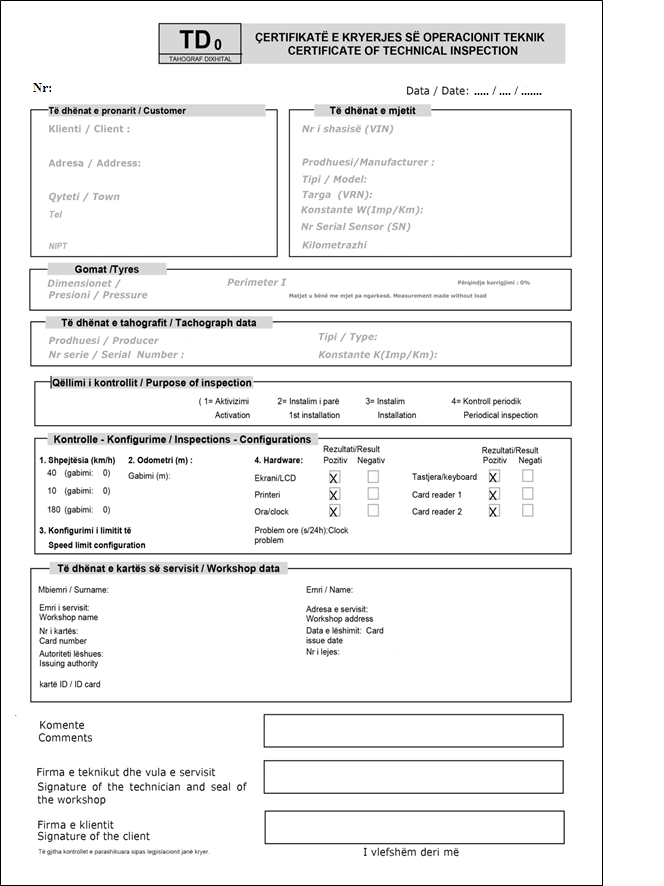 TD0
TAHOGRAF DIXHITAL
ÇERTIFIKATË E KRYERJES SË OPERACIONIT TEKNIK
CERTIFICATE OF TECHNICAL INSPECTION
Nr:
Data / Date: ..... / .... / .......
Të dhënat e pronarit / Customer
Klienti / Client :
Adresa / Address:
Qyteti / Town
Tel
NIPT
Të dhënat e mjetit
Nr i shasisë (VIN)
Prodhuesi/Manufacturer :
Tipi / Model:
Targa (VRN):
Konstante W(Imp/Km):
Nr Serial Sensor (SN)
Kilometrazhi
Gomat /Tyres
Dimensionet /
Presioni / Pressure
Perimeter I
Përqindje korrigjimi : 0%
Matjet u bënë me mjet pa ngarkesë. Measurement made without load
Të dhënat e tahografit / Tachograph data
Prodhuesi / Producer
Nr serie / Serial Number :
Tipi / Type:
Konstante K(Imp/Km):
Qëllimi i kontrollit / Purpose of inspection
( 1= Aktivizimi 2= Instalim i parë 3= Instalim 4= Kontroll periodik
Activation 1st installation Installation Periodical inspection
Kontrolle - Konfigurime / Inspections - Configurations
1. Shpejtësia (km/h)
40 (gabimi: 0)
10 (gabimi: 0)
180 (gabimi: 0)
2. Odometri (m) :
Gabimi (m):
3. Konfigurimi i limitit të
Speed limit configuration
4. Hardware:
Rezultati/Result
Pozitiv Negativ
Ekrani/LCD X
Printeri X
Ora/clock X
Problem ore (s/24h):Clock
problem
Rezultati/Result
Pozitiv Negati
Tastjera/keyboard X
Card reader 1 X
Card reader 2 X
Të dhënat e kartës së servisit / Workshop data
Mbiemri / Surname:
Emri i servisit:
Workshop name
Nr i kartës:
Card number
Autoriteti lëshues:
Issuing authority
kartë ID / ID card
Emri / Name:
Adresa e servisit:
Workshop address
Data e lëshimit: Card
issue date
Nr i lejes:
Komente
Comments
Firma e teknikut dhe vula e servisit
Signature of the technician and seal of
the workshop
Firma e klientit
Signature of the client
Të gjitha kontrollet e parashikuara sipas legjislacionit janë kryer.
I vlefshëm deri më